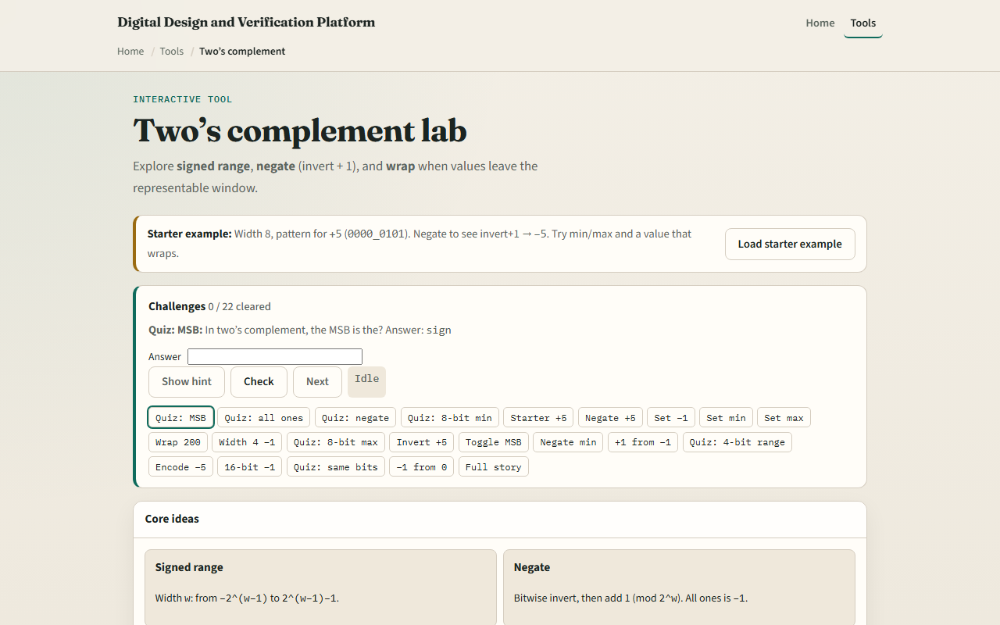 Digital Design and Verification Platform
Home Tools
Home / Tools / Two’s complement
INTERACTIVE TOOL
Two’s complement lab
Explore signed range, negate (invert + 1), and wrap when values leave the
representable window.
Starter example: Width 8, pattern for +5 (0000_0101). Negate to see invert+1 → −5. Try min/max and a value that
wraps.
Load starter example
Challenges 0 / 22 cleared
Quiz: MSB: In two’s complement, the MSB is the? Answer: sign
Answer
Show hint Check Next Idle
Quiz: MSB Quiz: all ones Quiz: negate Quiz: 8-bit min Starter +5 Negate +5 Set −1 Set min Set max
Wrap 200 Width 4 −1 Quiz: 8-bit max Invert +5 Toggle MSB Negate min +1 from −1 Quiz: 4-bit range
Encode −5 16-bit −1 Quiz: same bits −1 from 0 Full story
Core ideas
Signed range
Width w: from −2^(w−1) to 2^(w−1)−1.
Negate
Bitwise invert, then add 1 (mod 2^w). All ones is −1.